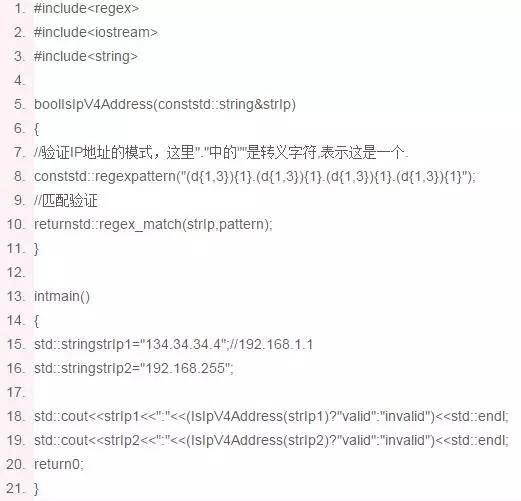 1. #include<regex>
2. #include<iostream>
3. #include<string>
4.
5. boolIsIpV4Address(conststd::string&strIp)
6. {
7. //验证IP地址的模式，这里"."中的""是转义字符,表示这是一个.
8. conststd::regexpattern("(d{1,3}){1}.(d{1,3}){1}.(d{1,3}){1}.(d{1,3}){1}");
9. //匹配验证
10. returnstd::regex_match(strIp,pattern);
11. }
12.
13. intmain()
14. {
15. std::stringstrIp1="134.34.34.4";//192.168.1.1
16. std::stringstrIp2="192.168.255";
17.
18. std::cout<<strIp1<<":"<<(IsIpV4Address(strIp1)?"valid":"invalid")<<std::endl;
19. std::cout<<strIp2<<":"<<(IsIpV4Address(strIp2)?"valid":"invalid")<<std::endl;
20. return0;
21. }